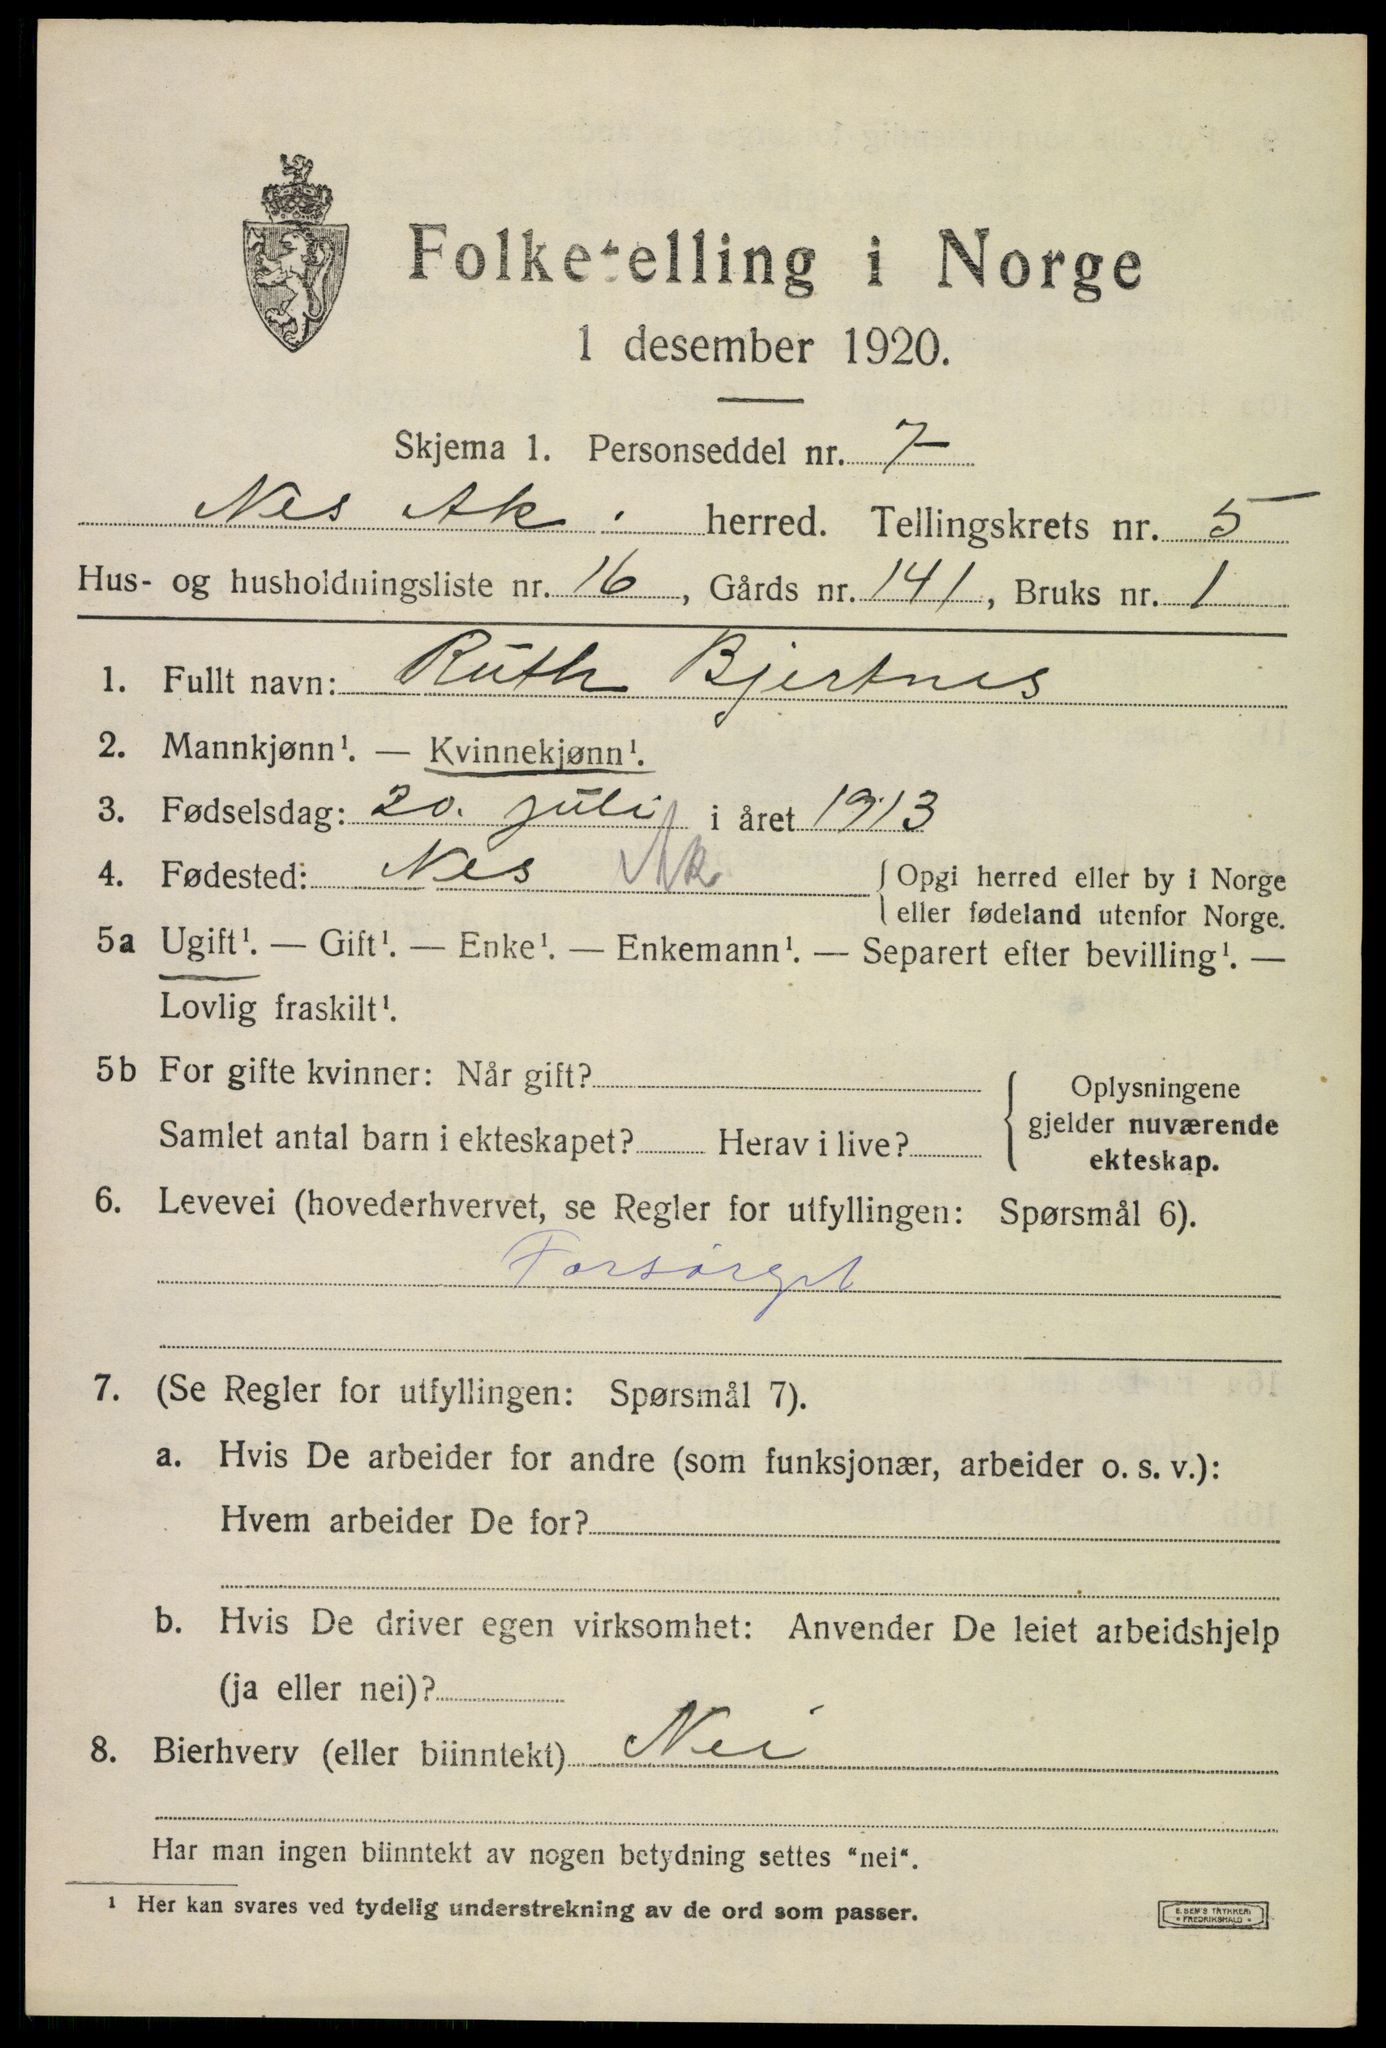 Folketelling i Norge
1 desember 1920.
Skjema 1. Personseddel nr. 7
Nes Ak. herred. Tellingskrets nr. 5
Hus- og husholdningsliste nr. 16, Gårds nr. 141, Bruks nr. 1
1. Fullt navn: Ruth Bjertnes
2. Mannkjønn¹. — Kvinnekjønn¹.
3. Fødselsdag: 20. juli i året 1913
4. Fødested: Nes Ak. { Opgi herred eller by i Norge
eller fødeland utenfor Norge.
5a Ugift¹. — Gift¹. — Enke¹. — Enkemann¹. — Separert efter bevilling¹. —
Lovlig fraskilt¹.
5b For gifte kvinner: Når gift?
Samlet antal barn i ekteskapet? Herav i live?
Oplysningene
gjelder nuværende
ekteskap.
6. Levevei (hovederhvervet, se Regler for utfyllingen: Spørsmål 6).
Forsørget
7. (Se Regler for utfyllingen: Spørsmål 7).
a. Hvis De arbeider for andre (som funksjonær, arbeider o. s. v.):
Hvem arbeider De for?
b. Hvis De driver egen virksomhet: Anvender De leiet arbeidshjelp
(ja eller nei)?
8. Bierhverv (eller biinntekt) Nei
Har man ingen biinntekt av nogen betydning settes "nei".
¹ Her kan svares ved tydelig understrekning av de ord som passer.
E. SEM'S TRYKKERI
• FREDRIKSHALD •